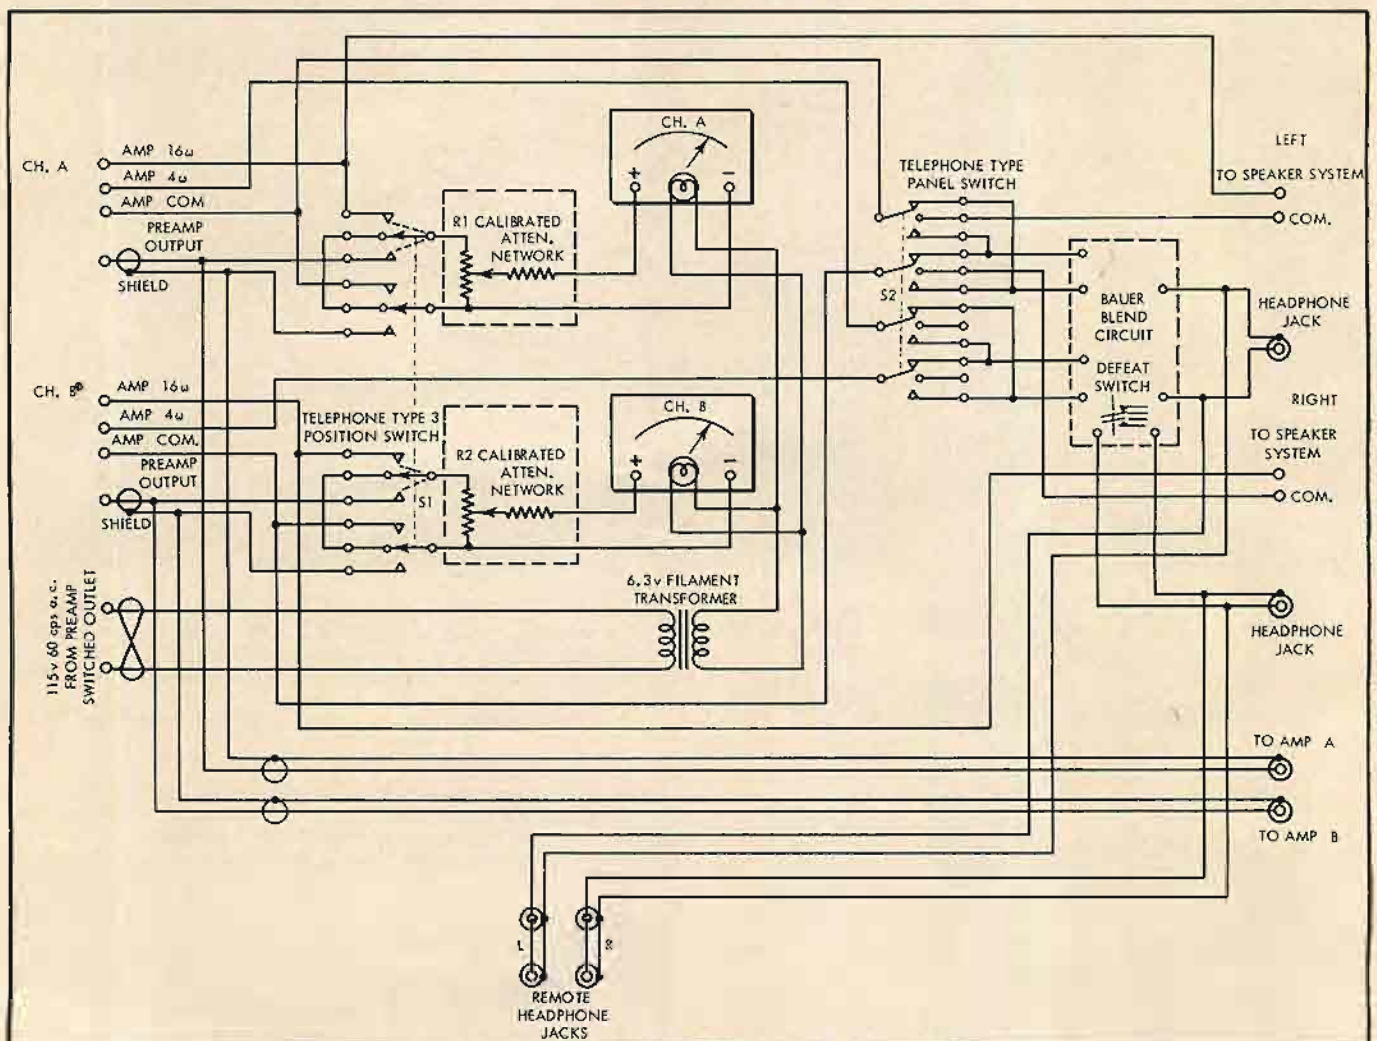 CH. A
AMP 16ω
AMP 4ω
AMP COM
PREAMP
OUTPUT
SHIELD
R1 CALIBRATED
ATTEN.
NETWORK
CH. A
+
−
TELEPHONE TYPE
PANEL SWITCH
S2
LEFT
TO SPEAKER SYSTEM
COM.
BAUER
BLEND
CIRCUIT
DEFEAT
SWITCH
HEADPHONE
JACK
CH. B
AMP 16ω
AMP 4ω
AMP COM.
PREAMP
OUTPUT
SHIELD
TELEPHONE TYPE 3
POSITION SWITCH
S1
R2 CALIBRATED
ATTEN.
NETWORK
CH. B
+
−
RIGHT
TO SPEAKER
SYSTEM
COM.
115v 60 cps a.c.
FROM PREAMP
SWITCHED OUTLET
6.3v FILAMENT
TRANSFORMER
HEADPHONE
JACK
TO AMP A
TO AMP B
L
REMOTE
HEADPHONE
JACKS